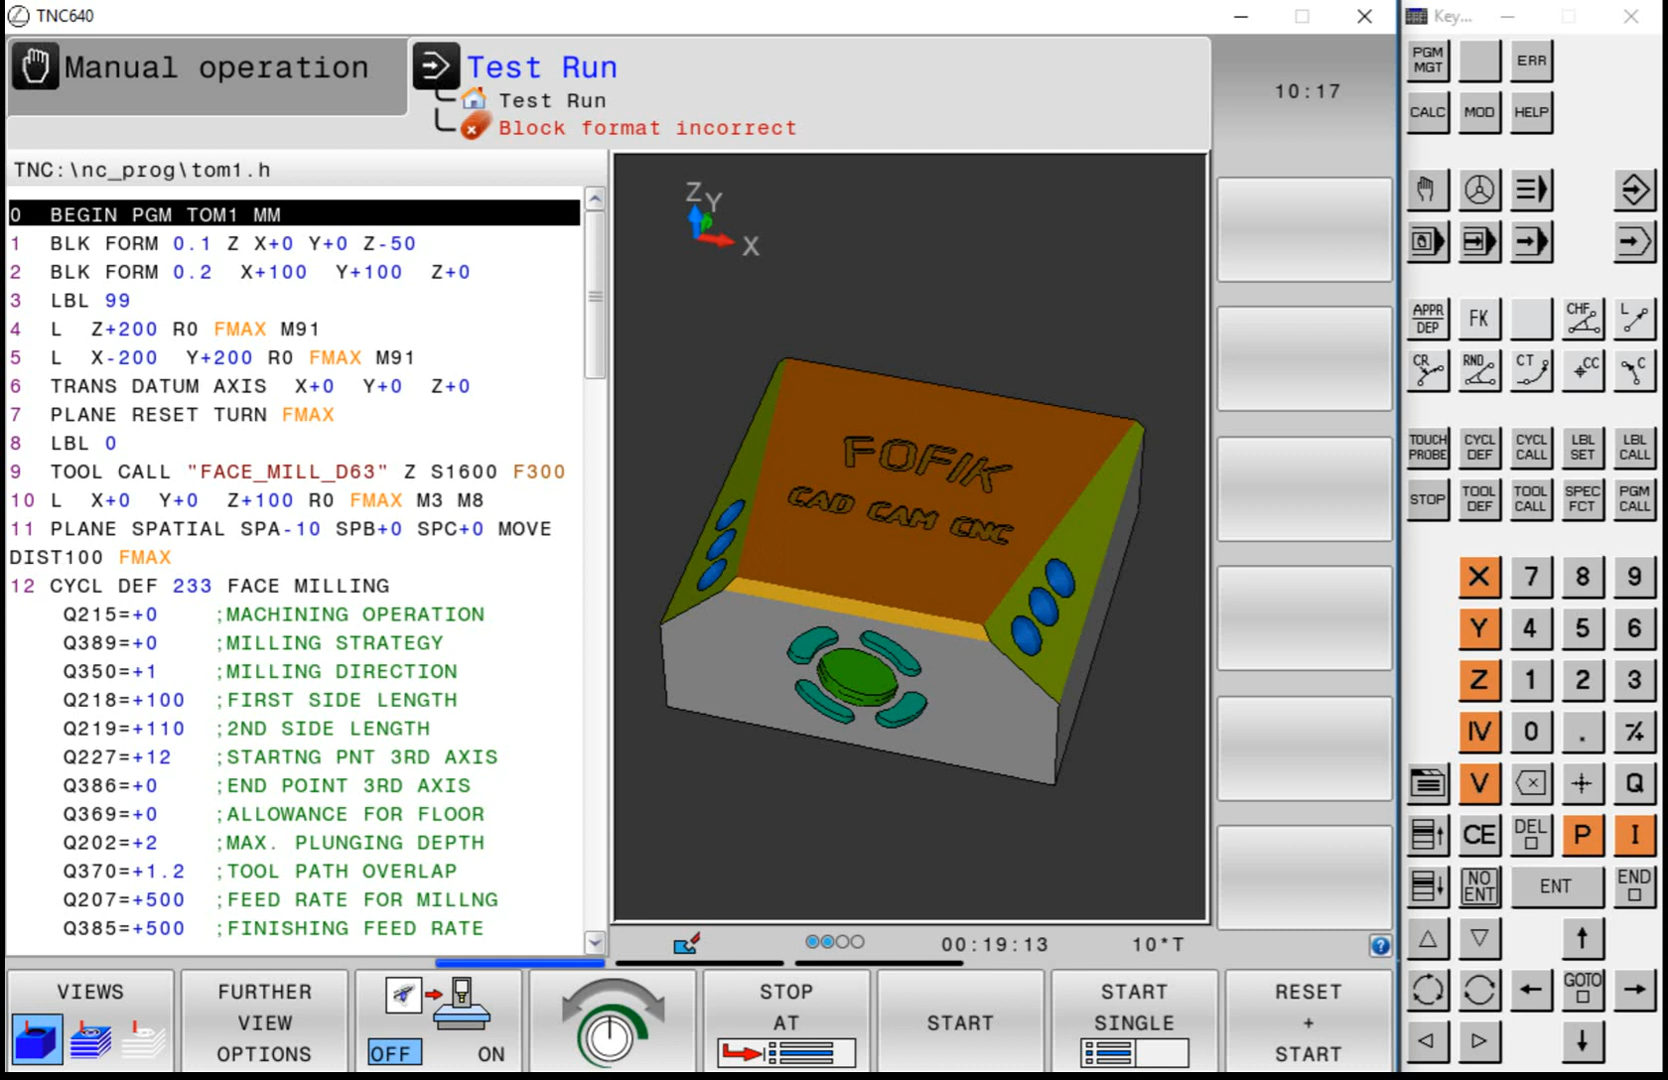 TNC640
Manual operation
Test Run
Test Run
Block format incorrect
10:17
TNC:\nc_prog\tom1.h
0 BEGIN PGM TOM1 MM
1 BLK FORM 0.1 Z X+0 Y+0 Z-50
2 BLK FORM 0.2 X+100 Y+100 Z+0
3 LBL 99
4 L Z+200 R0 FMAX M91
5 L X-200 Y+200 R0 FMAX M91
6 TRANS DATUM AXIS X+0 Y+0 Z+0
7 PLANE RESET TURN FMAX
8 LBL 0
9 TOOL CALL "FACE_MILL_D63" Z S1600 F300
10 L X+0 Y+0 Z+100 R0 FMAX M3 M8
11 PLANE SPATIAL SPA-10 SPB+0 SPC+0 MOVE
DIST100 FMAX
12 CYCL DEF 233 FACE MILLING
Q215=+0 ;MACHINING OPERATION
Q389=+0 ;MILLING STRATEGY
Q350=+1 ;MILLING DIRECTION
Q218=+100 ;FIRST SIDE LENGTH
Q219=+110 ;2ND SIDE LENGTH
Q227=+12 ;STARTNG PNT 3RD AXIS
Q386=+0 ;END POINT 3RD AXIS
Q369=+0 ;ALLOWANCE FOR FLOOR
Q202=+2 ;MAX. PLUNGING DEPTH
Q370=+1.2 ;TOOL PATH OVERLAP
Q207=+500 ;FEED RATE FOR MILLNG
Q385=+500 ;FINISHING FEED RATE
Z Y
X
FOFIK
CAD CAM CNC
00:19:13 10*T
VIEWS
FURTHER
VIEW
OPTIONS
OFF ON
STOP
AT
START
START
SINGLE
RESET
+
START
Key...
PGM MGT
ERR
CALC MOD HELP
APPR DEP FK CHF L
CR RND CT CC C
TOUCH PROBE CYCL DEF CYCL CALL LBL SET LBL CALL
STOP TOOL DEF TOOL CALL SPEC FCT PGM CALL
X 7 8 9
Y 4 5 6
Z 1 2 3
IV 0 .
V Q
CE DEL P I
NO ENT ENT END
GOTO